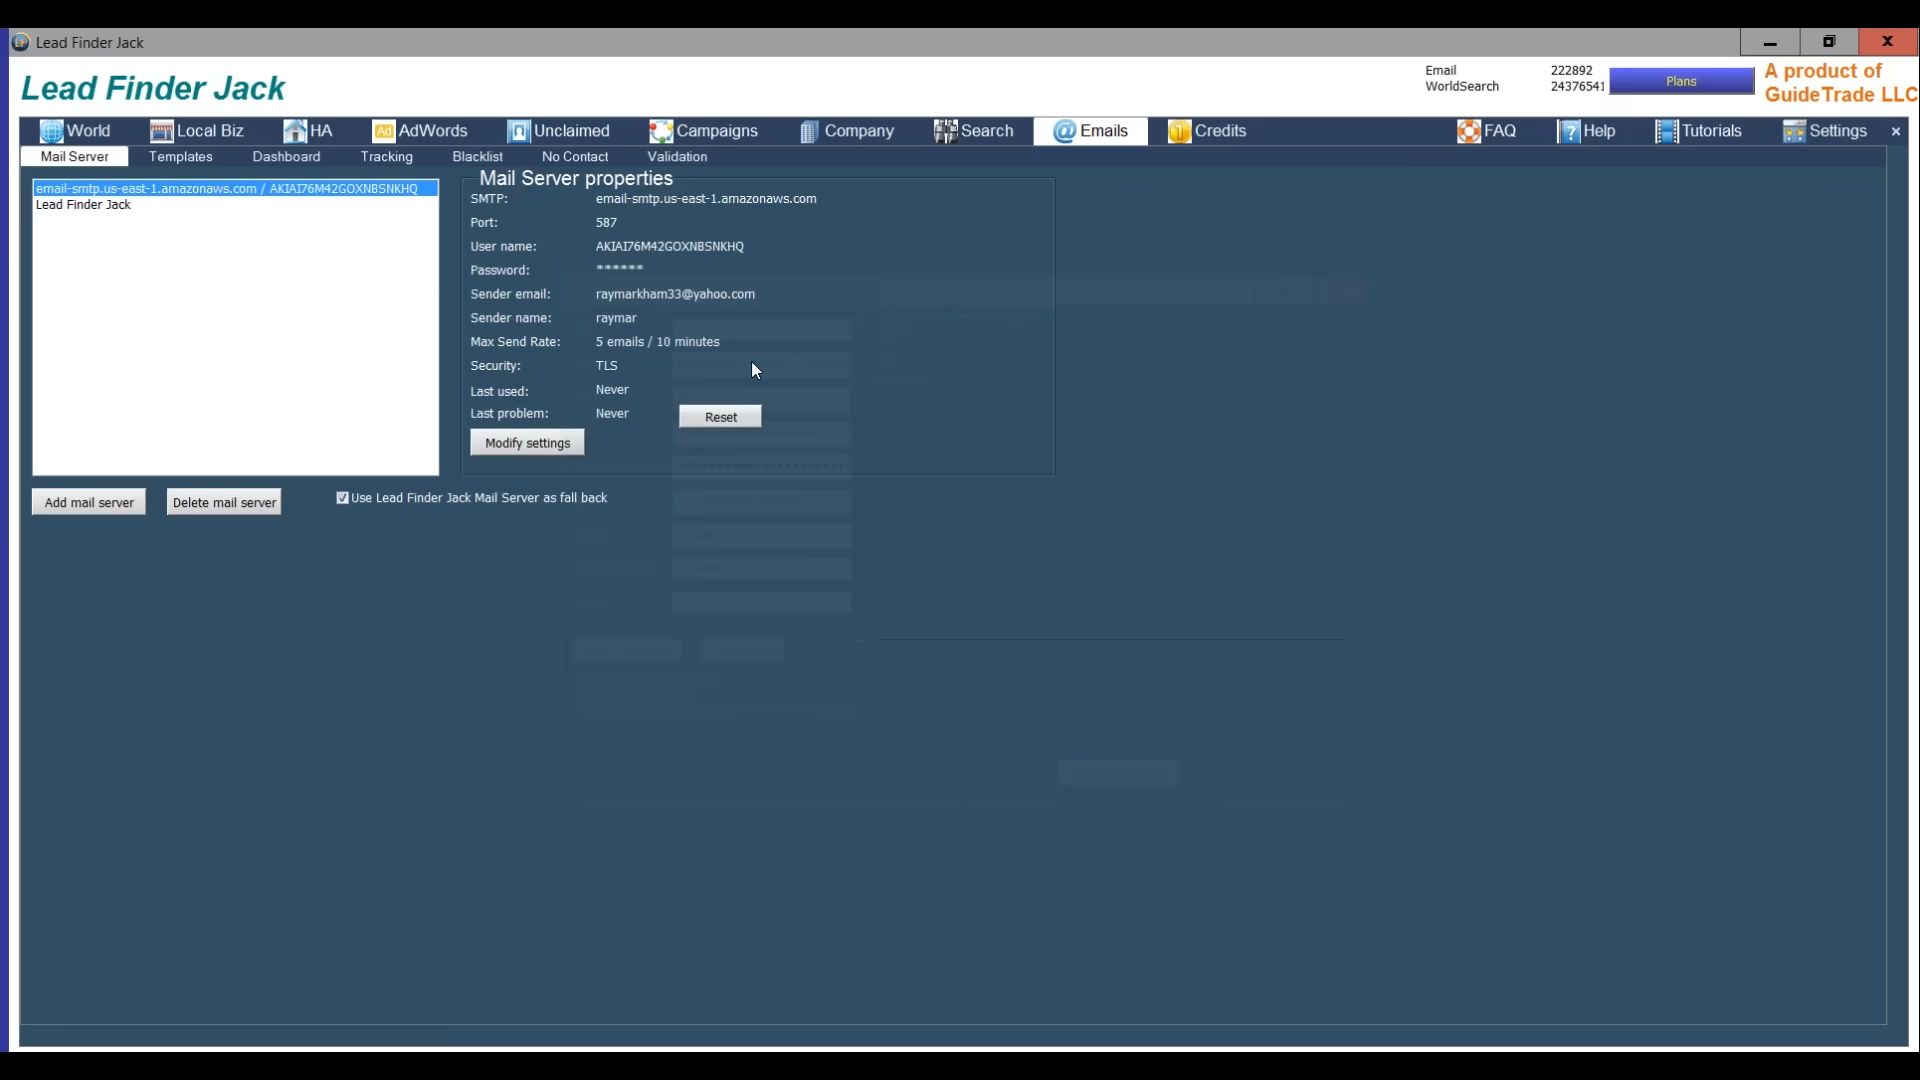 Lead Finder Jack
Lead Finder Jack
Email 222892
WorldSearch 24376541
Plans
A product of
GuideTrade LLC
World Local Biz HA AdWords Unclaimed Campaigns Company Search Emails Credits FAQ Help Tutorials Settings
Mail Server Templates Dashboard Tracking Blacklist No Contact Validation
email-smtp.us-east-1.amazonaws.com / AKIAI76M42GOXNBSNKHQ
Lead Finder Jack
Mail Server properties
SMTP: email-smtp.us-east-1.amazonaws.com
Port: 587
User name: AKIAI76M42GOXNBSNKHQ
Password: ******
Sender email: raymarkham33@yahoo.com
Sender name: raymar
Max Send Rate: 5 emails / 10 minutes
Security: TLS
Last used: Never
Last problem: Never
Reset
Modify settings
Add mail server Delete mail server Use Lead Finder Jack Mail Server as fall back